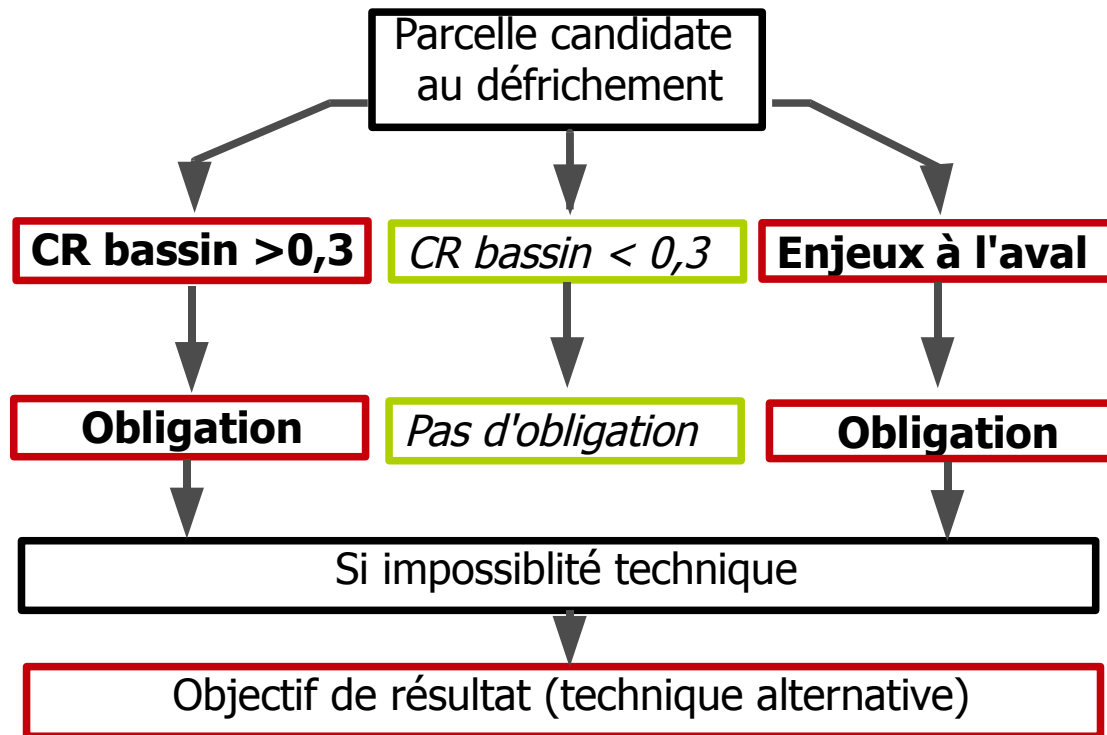 Parcelle candidate
au défrichement
CR bassin >0,3
CR bassin < 0,3
Enjeux à l'aval
Obligation
Pas d'obligation
Obligation
Si impossiblité technique
Objectif de résultat (technique alternative)